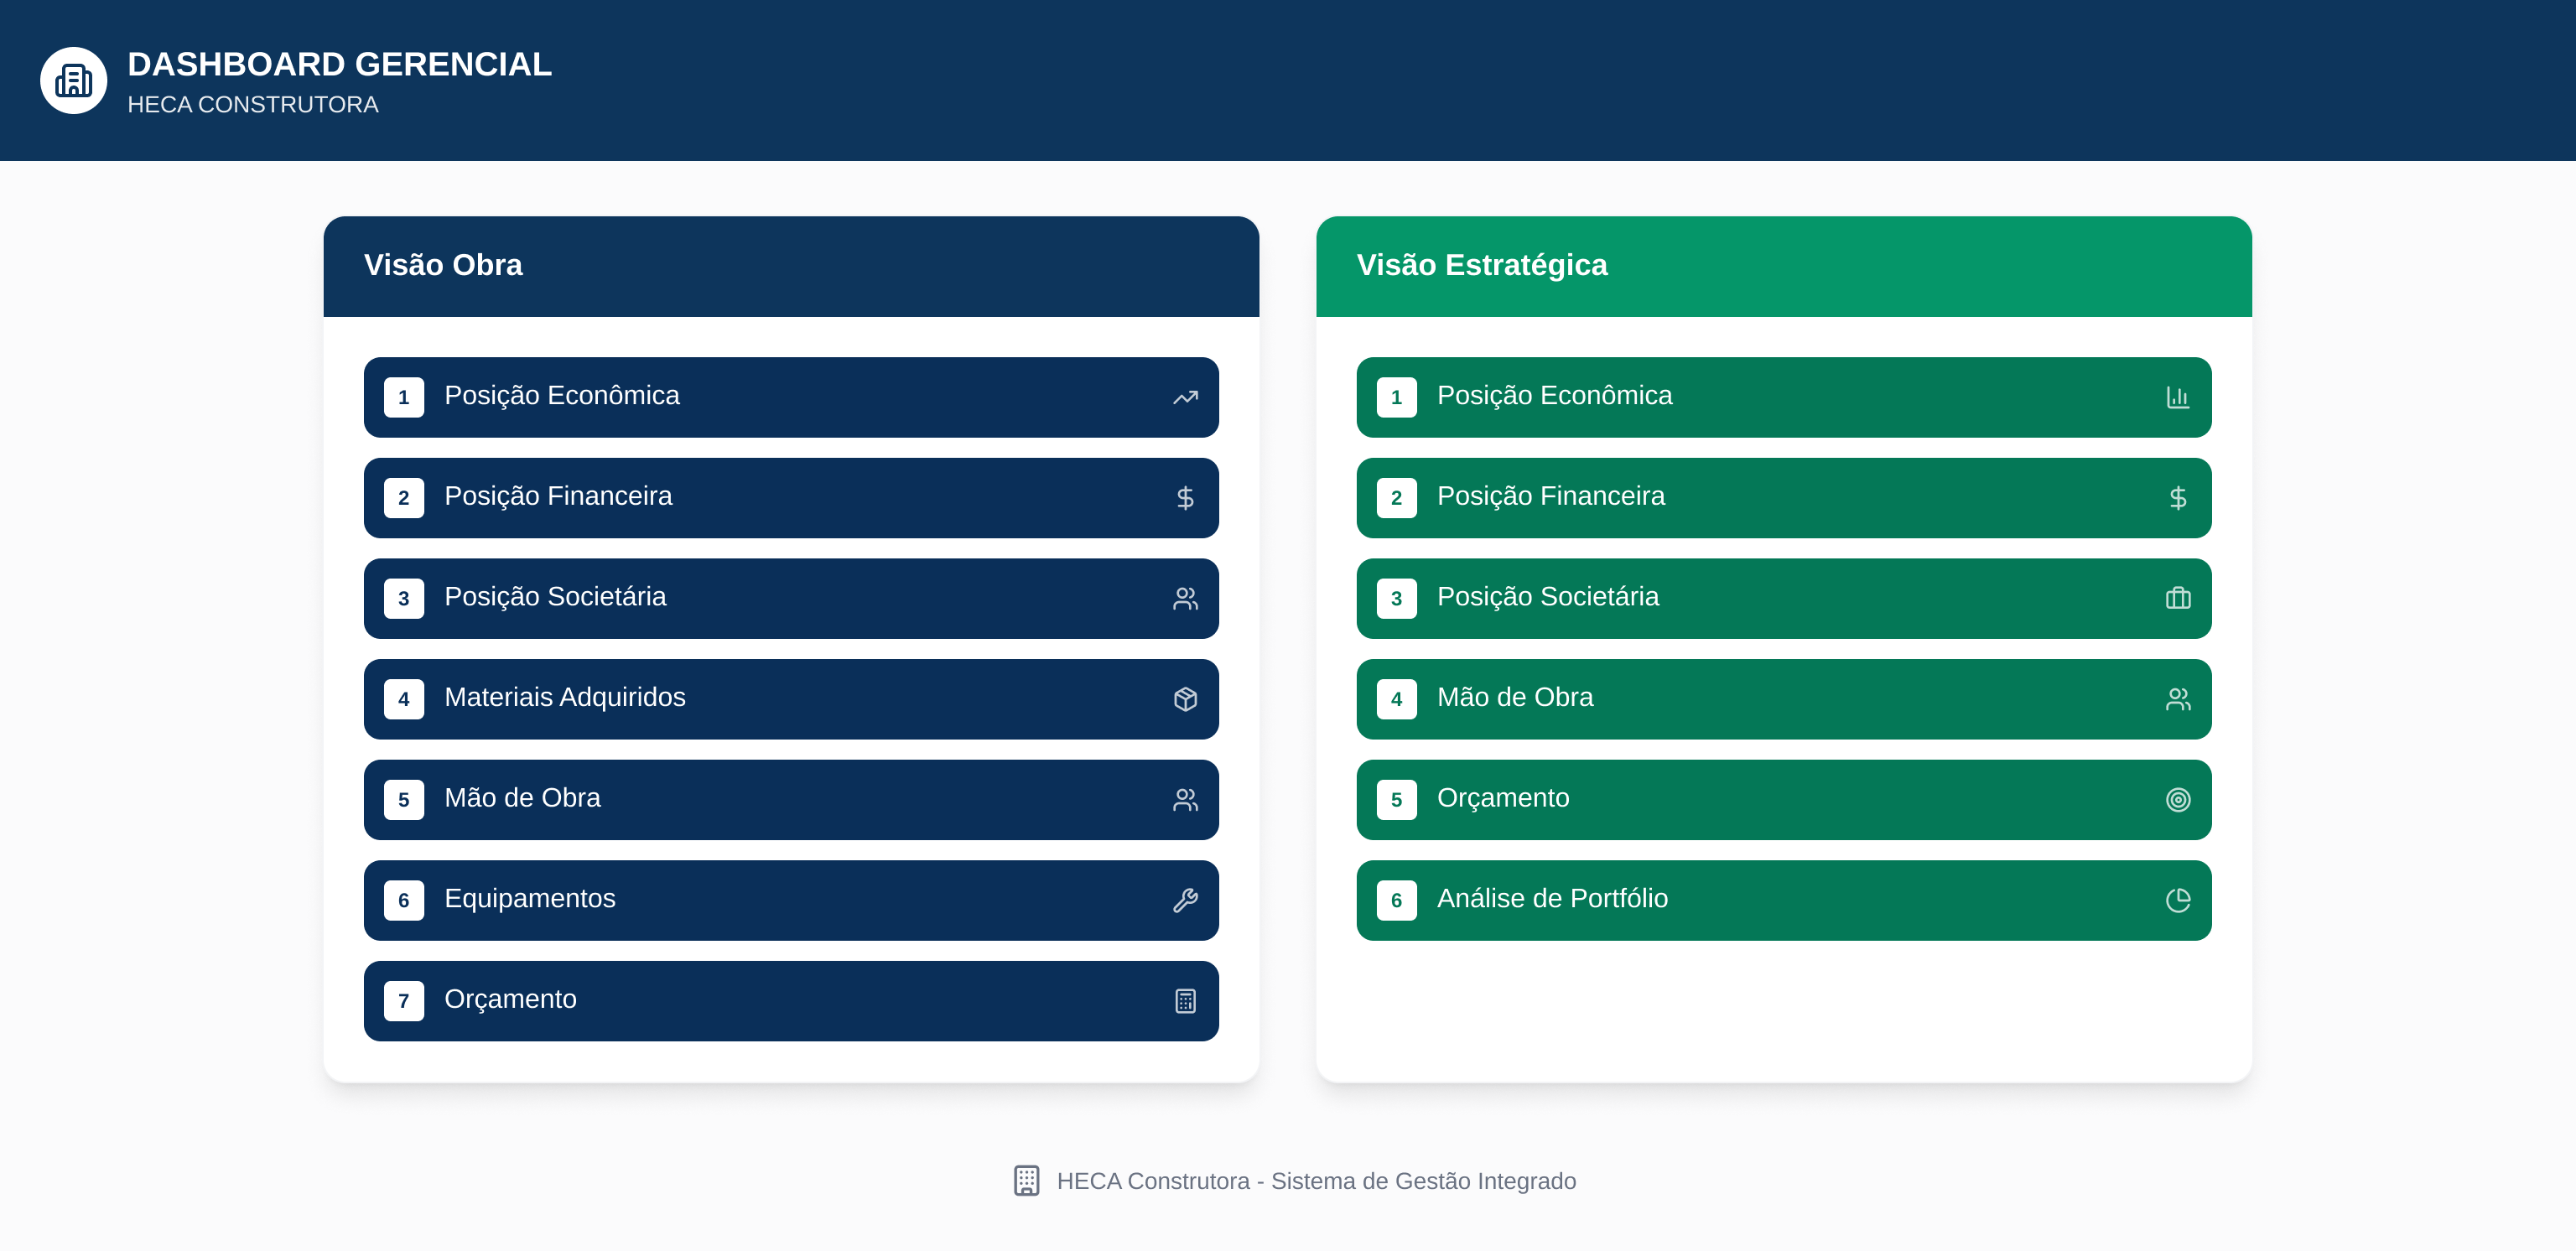 DASHBOARD GERENCIAL
HECA CONSTRUTORA
Visão Obra
1 Posição Econômica
2 Posição Financeira
3 Posição Societária
4 Materiais Adquiridos
5 Mão de Obra
6 Equipamentos
7 Orçamento
Visão Estratégica
1 Posição Econômica
2 Posição Financeira
3 Posição Societária
4 Mão de Obra
5 Orçamento
6 Análise de Portfólio
HECA Construtora - Sistema de Gestão Integrado